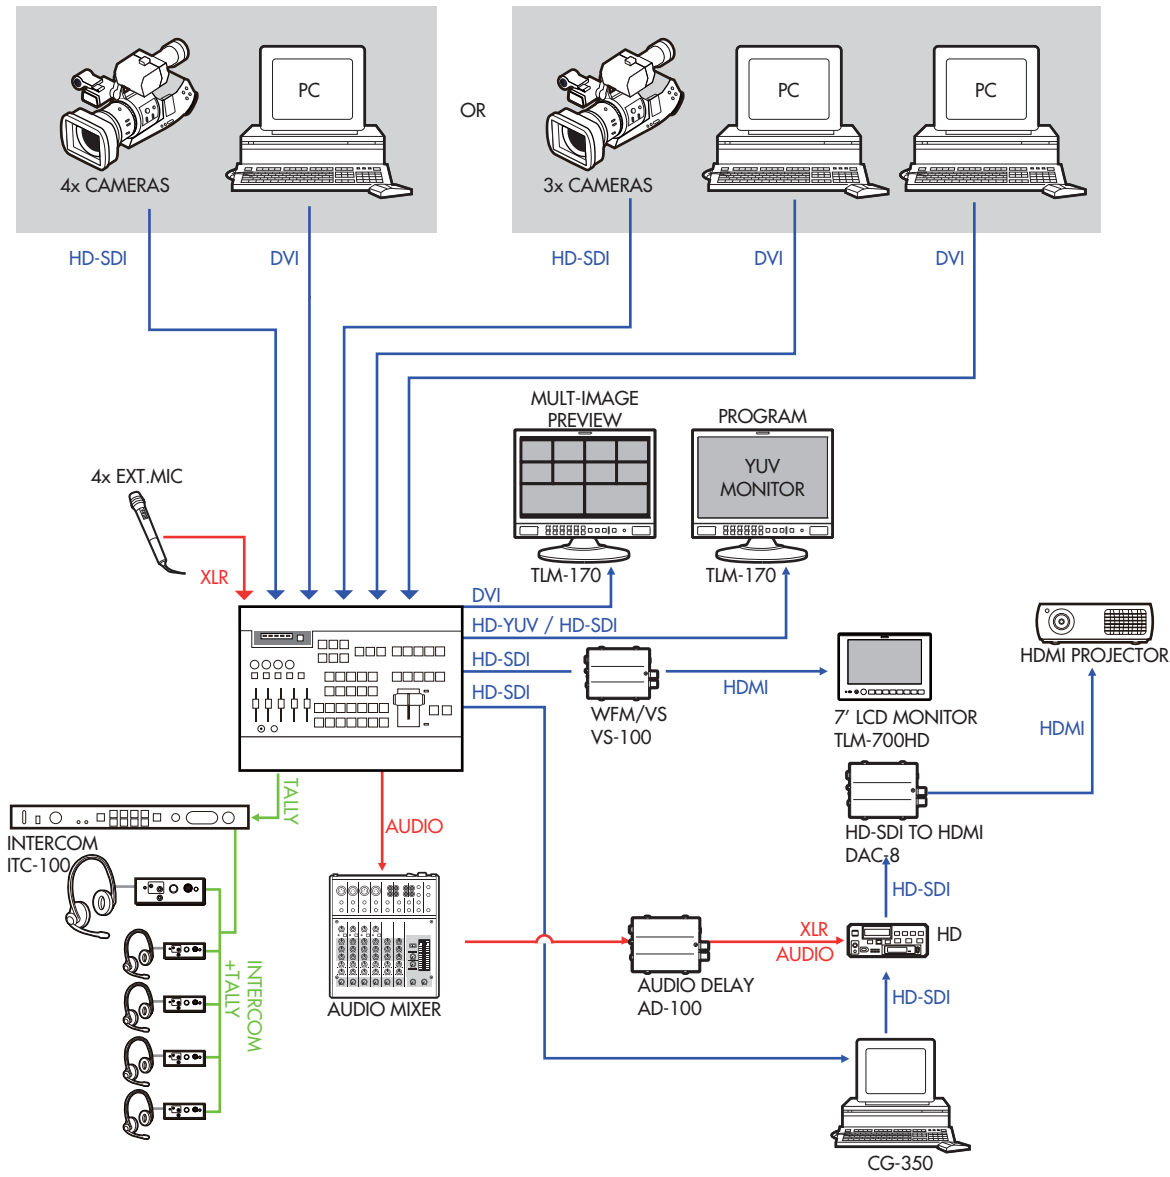 PC
OR
PC
PC
4x CAMERAS
3x CAMERAS
HD-SDI
DVI
HD-SDI
DVI
DVI
MULT-IMAGE
PREVIEW
PROGRAM
YUV
MONITOR
4x EXT.MIC
XLR
TLM-170
TLM-170
DVI
HD-YUV / HD-SDI
HD-SDI
HD-SDI
WFM/VS
VS-100
HDMI
7' LCD MONITOR
TLM-700HD
HDMI PROJECTOR
HDMI
TALLY
INTERCOM
ITC-100
AUDIO
HD-SDI TO HDMI
DAC-8
HD-SDI
XLR
AUDIO
HD
INTERCOM
+TALLY
AUDIO MIXER
AUDIO DELAY
AD-100
HD-SDI
CG-350